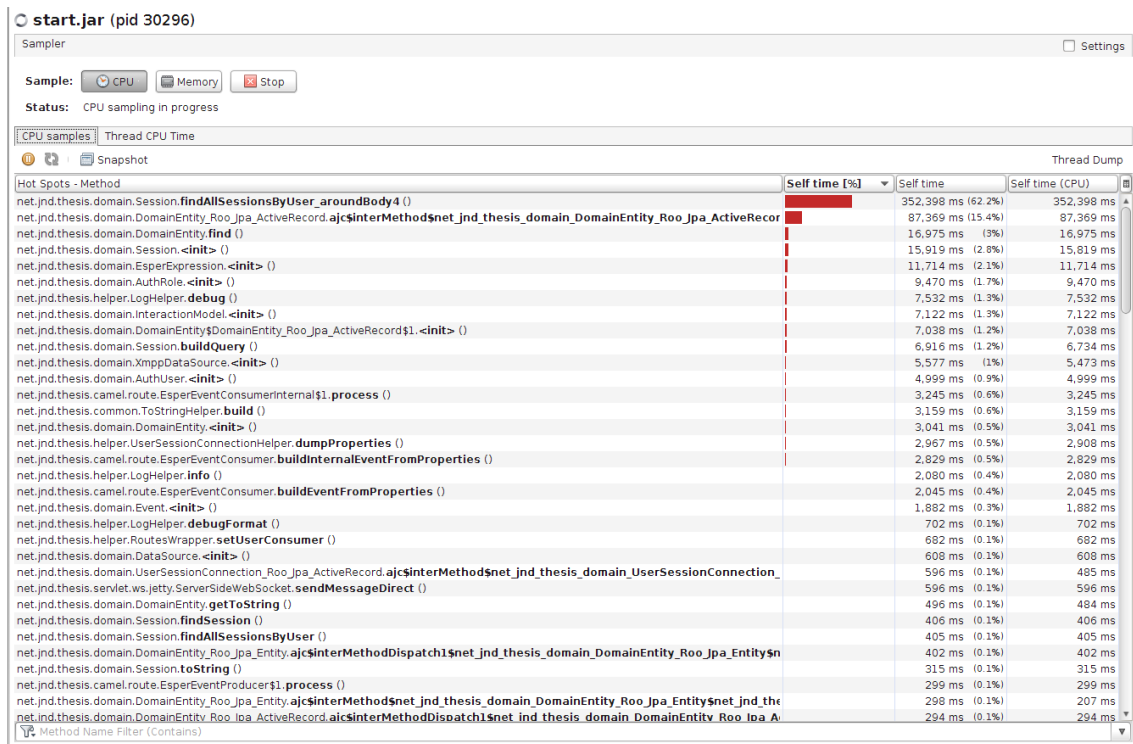 start.jar (pid 30296)
Sampler
Settings
Sample: CPU Memory Stop
Status: CPU sampling in progress
CPU samples Thread CPU Time
Snapshot Thread Dump
Hot Spots - Method Self time [%] Self time Self time (CPU)
net.jnd.thesis.domain.Session.findAllSessionsByUser_aroundBody4 () 352,398 ms (62.2%) 352,398 ms
net.jnd.thesis.domain.DomainEntity_Roo_Jpa_ActiveRecord.ajc$interMethod$net_jnd_thesis_domain_DomainEntity_Roo_Jpa_ActiveRecor 87,369 ms (15.4%) 87,369 ms
net.jnd.thesis.domain.DomainEntity.find () 16,975 ms (3%) 16,975 ms
net.jnd.thesis.domain.Session.<init> () 15,919 ms (2.8%) 15,819 ms
net.jnd.thesis.domain.EsperExpression.<init> () 11,714 ms (2.1%) 11,714 ms
net.jnd.thesis.domain.AuthRole.<init> () 9,470 ms (1.7%) 9,470 ms
net.jnd.thesis.helper.LogHelper.debug () 7,532 ms (1.3%) 7,532 ms
net.jnd.thesis.domain.InteractionModel.<init> () 7,122 ms (1.3%) 7,122 ms
net.jnd.thesis.domain.DomainEntity$DomainEntity_Roo_Jpa_ActiveRecord$1.<init> () 7,038 ms (1.2%) 7,038 ms
net.jnd.thesis.domain.Session.buildQuery () 6,916 ms (1.2%) 6,734 ms
net.jnd.thesis.domain.XmppDataSource.<init> () 5,577 ms (1%) 5,473 ms
net.jnd.thesis.domain.AuthUser.<init> () 4,999 ms (0.9%) 4,999 ms
net.jnd.thesis.camel.route.EsperEventConsumerInternal$1.process () 3,245 ms (0.6%) 3,245 ms
net.jnd.thesis.common.ToStringHelper.build () 3,159 ms (0.6%) 3,159 ms
net.jnd.thesis.domain.DomainEntity.<init> () 3,041 ms (0.5%) 3,041 ms
net.jnd.thesis.helper.UserSessionConnectionHelper.dumpProperties () 2,967 ms (0.5%) 2,908 ms
net.jnd.thesis.camel.route.EsperEventConsumer.buildInternalEventFromProperties () 2,829 ms (0.5%) 2,829 ms
net.jnd.thesis.helper.LogHelper.info () 2,080 ms (0.4%) 2,080 ms
net.jnd.thesis.camel.route.EsperEventConsumer.buildEventFromProperties () 2,045 ms (0.4%) 2,045 ms
net.jnd.thesis.domain.Event.<init> () 1,882 ms (0.3%) 1,882 ms
net.jnd.thesis.helper.LogHelper.debugFormat () 702 ms (0.1%) 702 ms
net.jnd.thesis.helper.RoutesWrapper.setUserConsumer () 682 ms (0.1%) 682 ms
net.jnd.thesis.domain.DataSource.<init> () 608 ms (0.1%) 608 ms
net.jnd.thesis.domain.UserSessionConnection_Roo_Jpa_ActiveRecord.ajc$interMethod$net_jnd_thesis_domain_UserSessionConnection_ 596 ms (0.1%) 485 ms
net.jnd.thesis.servlet.ws.jetty.ServerSideWebSocket.sendMessageDirect () 596 ms (0.1%) 596 ms
net.jnd.thesis.domain.DomainEntity.getToString () 496 ms (0.1%) 484 ms
net.jnd.thesis.domain.Session.findSession () 406 ms (0.1%) 406 ms
net.jnd.thesis.domain.Session.findAllSessionsByUser () 405 ms (0.1%) 405 ms
net.jnd.thesis.domain.DomainEntity_Roo_Jpa_Entity.ajc$interMethodDispatch1$net_jnd_thesis_domain_DomainEntity_Roo_Jpa_Entity$n 402 ms (0.1%) 402 ms
net.jnd.thesis.domain.Session.toString () 315 ms (0.1%) 315 ms
net.jnd.thesis.camel.route.EsperEventProducer$1.process () 299 ms (0.1%) 299 ms
net.jnd.thesis.domain.DomainEntity_Roo_Jpa_Entity.ajc$interMethod$net_jnd_thesis_domain_DomainEntity_Roo_Jpa_Entity$net_jnd_the 298 ms (0.1%) 207 ms
net.jnd.thesis.domain.DomainEntity_Roo_Jpa_ActiveRecord.ajc$interMethodDispatch1$net_jnd_thesis_domain_DomainEntity_Roo_Jpa_A 294 ms (0.1%) 294 ms
Method Name Filter (Contains)